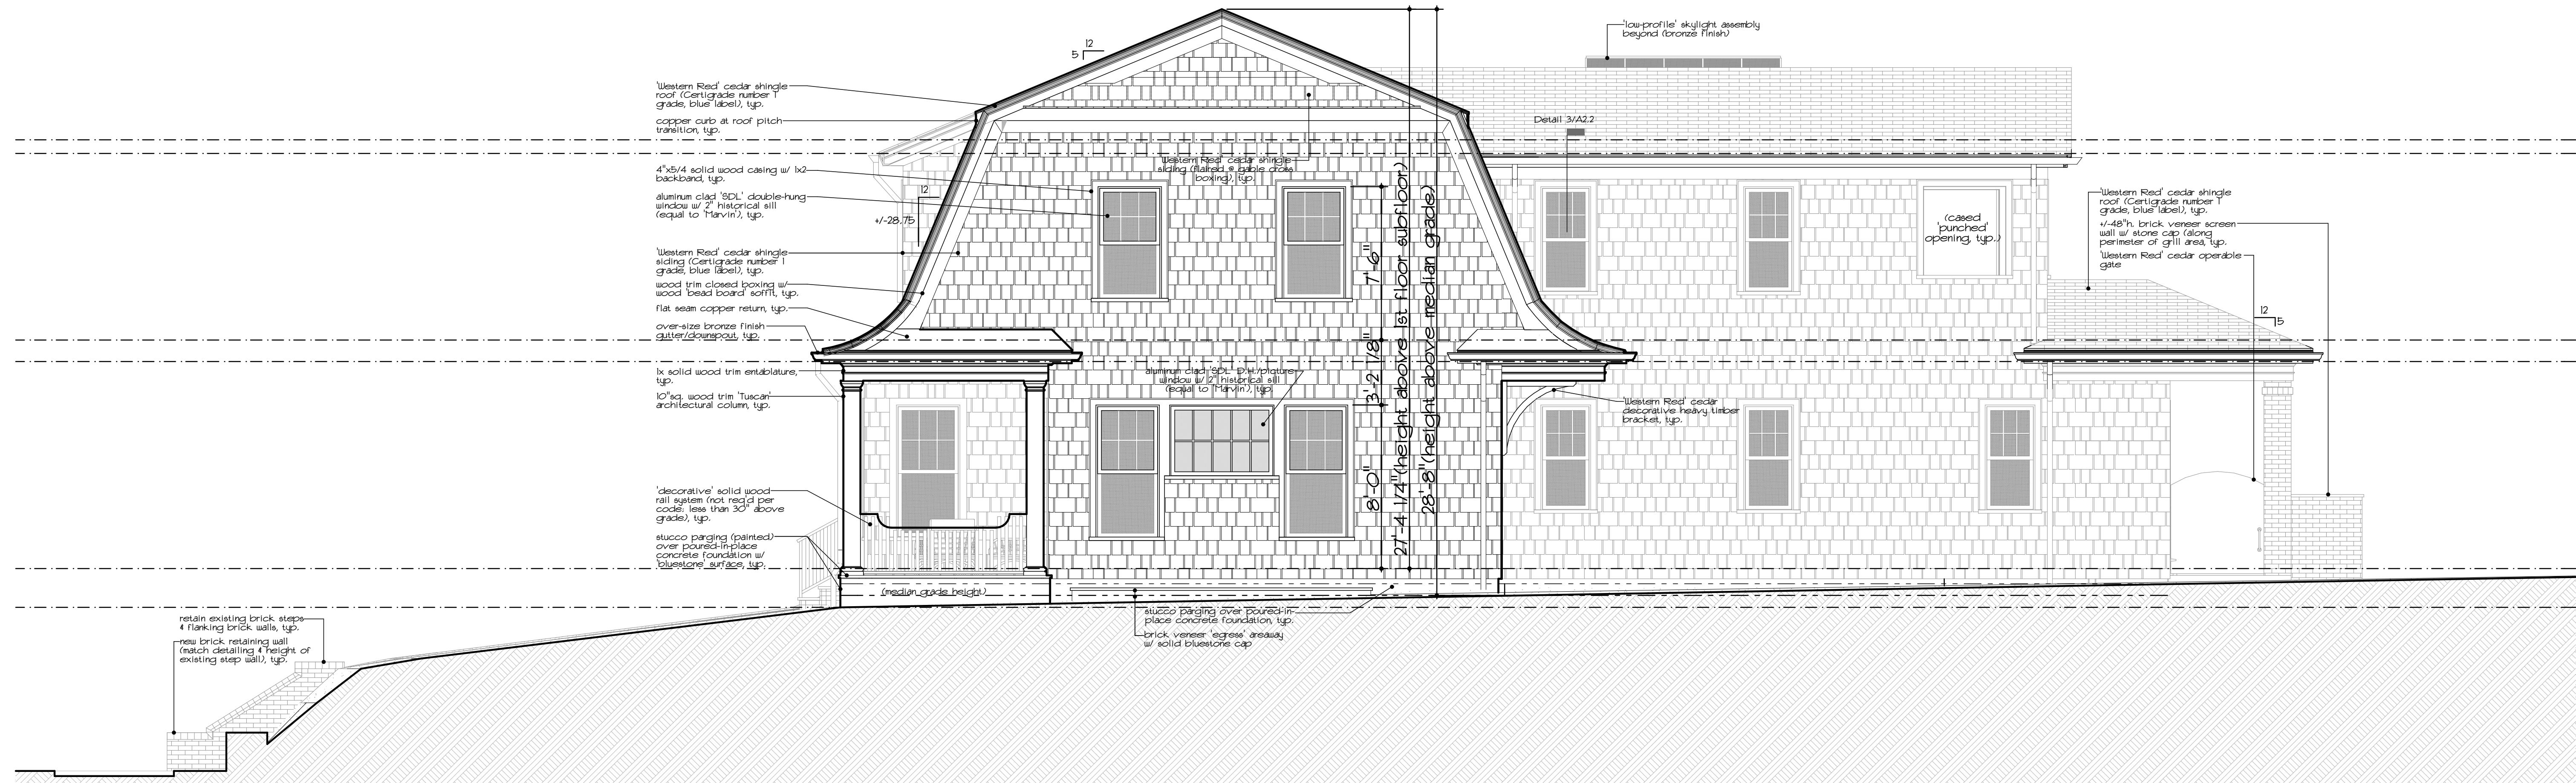 'low-profile' skylight assembly
beyond (bronze finish)
12
5
'Western Red' cedar shingle
roof (Certigrade number 1
grade, blue label), typ.
copper curb at roof pitch
transition, typ.
Detail 3/A2.2
4"x5/4 solid wood casing w/ 1x2
backband, typ.
aluminum clad 'SDL' double-hung
window w/ 2" historical sill
(equal to 'Marvin'), typ.
'Western Red' cedar shingle
siding (flaired @ gable cross
boxing), typ.
12
+/-28.75
'Western Red' cedar shingle
siding (Certigrade number 1
grade, blue label), typ.
wood trim closed boxing w/
wood 'bead board' soffit, typ.
flat seam copper return, typ.
over-size bronze finish
gutter/downspout, typ.
1x solid wood trim entablature,
typ.
10"sq. wood trim 'Tuscan'
architectural column, typ.
aluminum clad 'SDL' D.H./picture
window w/ 2" historical sill
(equal to 'Marvin'), typ.
7'-6"
3'-2 7/8"
8'-0"
27'-4 1/4"(height above 1st floor subfloor)
28'-8"(height above median grade)
(cased
'punched'
opening, typ.)
'Western Red' cedar shingle
roof (Certigrade number 1
grade, blue label), typ.
+/-48"h. brick veneer screen
wall w/ stone cap (along
perimeter of grill area, typ.
'Western Red' cedar operable
gate
12
5
'Western Red' cedar
decorative heavy timber
bracket, typ.
'decorative' solid wood
rail system (not req'd per
code: less than 30" above
grade), typ.
stucco parging (painted)
over poured-in-place
concrete foundation w/
'bluestone' surface, typ.
(median grade height)
stucco parging over poured-in-
place concrete foundation, typ.
brick veneer 'egress' areaway
w/ solid bluestone cap
retain existing brick steps
& flanking brick walls, typ.
new brick retaining wall
(match detailing & height of
existing step wall), typ.